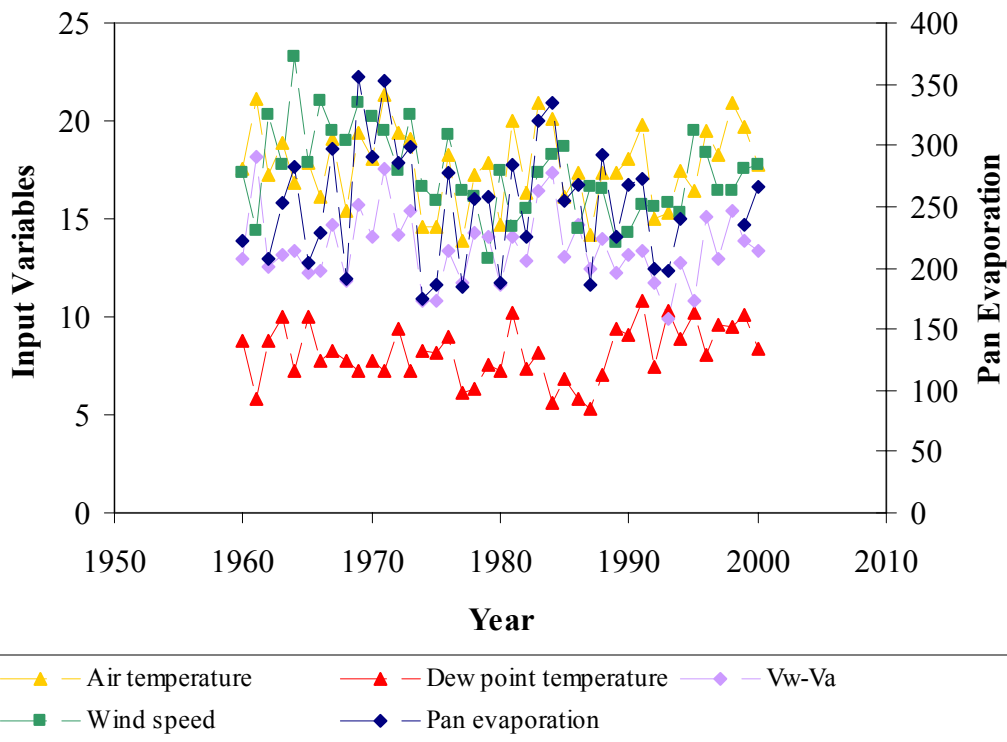 25
20
15
10
5
0
Input Variables
400
350
300
250
200
150
100
50
0
Pan Evaporation
1950 1960 1970 1980 1990 2000 2010
Year
Air temperature Dew point temperature Vw-Va
Wind speed Pan evaporation